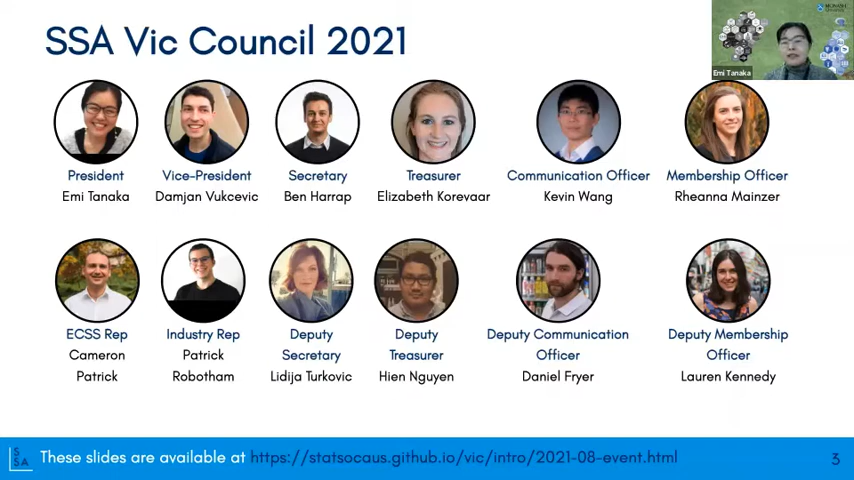 SSA Vic Council 2021
MONASH University
Emi Tanaka
President
Emi Tanaka
Vice-President
Damjan Vukcevic
Secretary
Ben Harrap
Treasurer
Elizabeth Korevaar
Communication Officer
Kevin Wang
Membership Officer
Rheanna Mainzer
ECSS Rep
Cameron
Patrick
Industry Rep
Patrick
Robotham
Deputy
Secretary
Lidija Turkovic
Deputy
Treasurer
Hien Nguyen
Deputy Communication
Officer
Daniel Fryer
Deputy Membership
Officer
Lauren Kennedy
SSA
These slides are available at https://statsocaus.github.io/vic/intro/2021-08-event.html
3